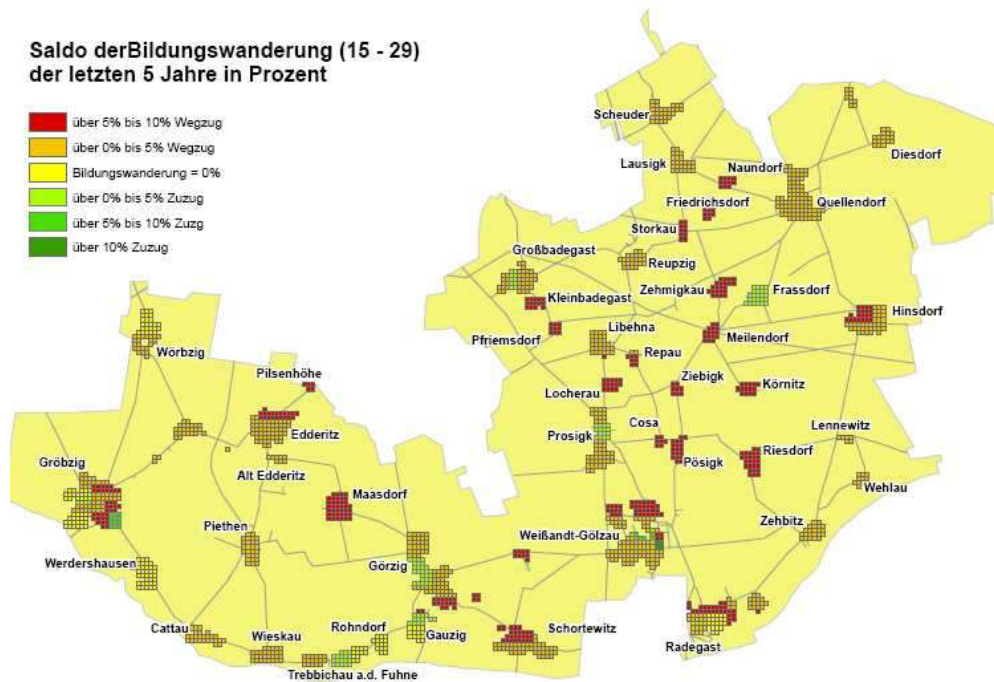 Saldo derBildungswanderung (15 - 29)
der letzten 5 Jahre in Prozent
über 5% bis 10% Wegzug
über 0% bis 5% Wegzug
Bildungswanderung = 0%
über 0% bis 5% Zuzug
über 5% bis 10% Zuzg
über 10% Zuzug
Scheuder
Diesdorf
Lausigk
Naundorf
Friedrichsdorf
Quellendorf
Storkau
Großbadegast
Reupzig
Zehmigkau
Frassdorf
Kleinbadegast
Hinsdorf
Libehna
Pfriemsdorf
Meilendorf
Wörbzig
Repau
Pilsenhöhe
Ziebigk
Körnitz
Locherau
Edderitz
Cosa
Lennewitz
Prosigk
Gröbzig
Alt Edderitz
Pösigk
Riesdorf
Maasdorf
Wehlau
Piethen
Weißandt-Gölzau
Zehbitz
Werdershausen
Görzig
Cattau
Wieskau
Rohndorf
Gauzig
Schortewitz
Radegast
Trebbichau a.d. Fuhne